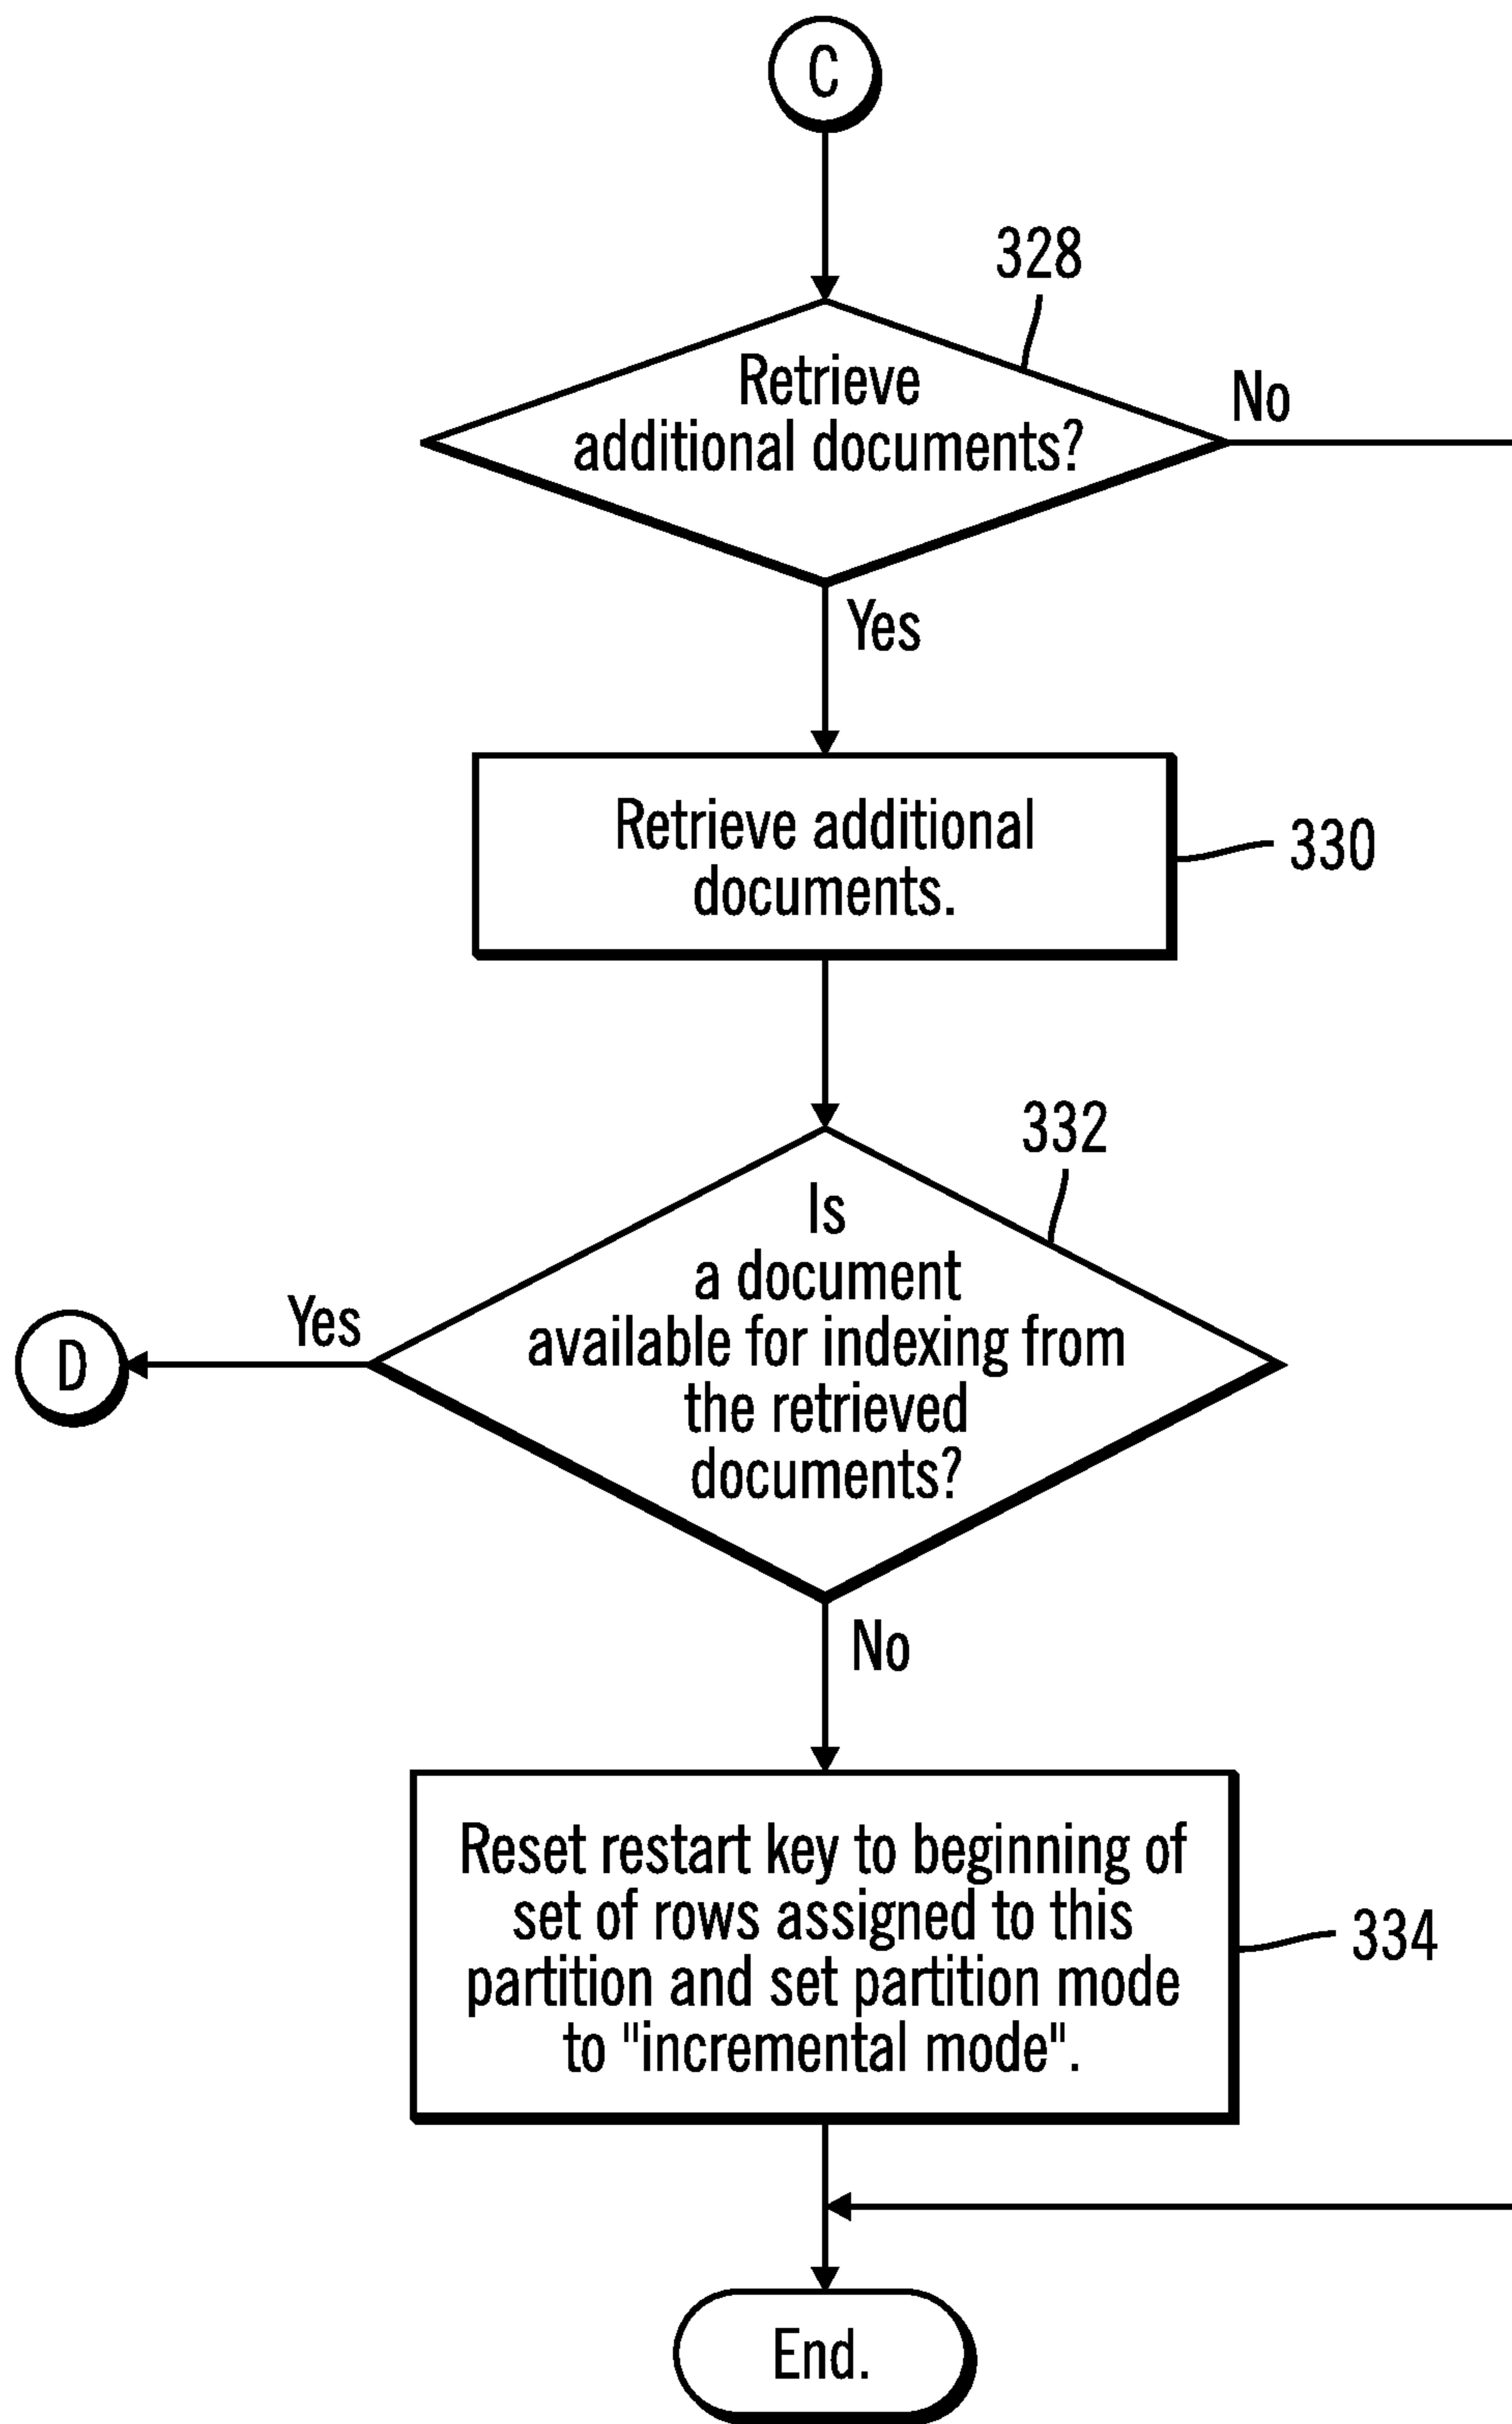 C
328
Retrieve
additional documents?
No
Yes
Retrieve additional
documents.
330
332
Is
a document
available for indexing from
the retrieved
documents?
Yes
D
No
Reset restart key to beginning of
set of rows assigned to this
partition and set partition mode
to "incremental mode".
334
End.